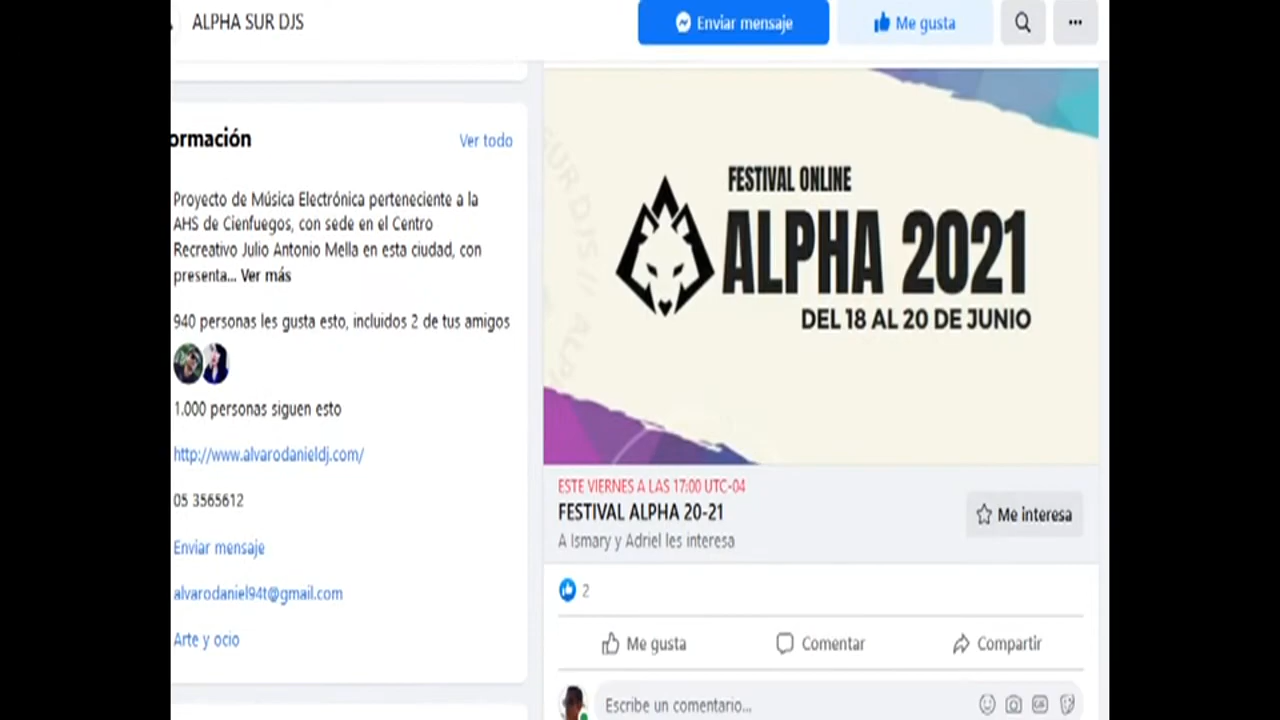 ALPHA SUR DJS
Enviar mensaje
Me gusta
ormación
Ver todo
Proyecto de Música Electrónica perteneciente a la
AHS de Cienfuegos, con sede en el Centro
Recreativo Julio Antonio Mella en esta ciudad, con
presenta... Ver más
940 personas les gusta esto, incluidos 2 de tus amigos
1.000 personas siguen esto
http://www.alvarodanieldj.com/
05 3565612
Enviar mensaje
alvarodaniel94t@gmail.com
Arte y ocio
SUR DJS // ALP
FESTIVAL ONLINE
ALPHA 2021
DEL 18 AL 20 DE JUNIO
ESTE VIERNES A LAS 17:00 UTC-04
FESTIVAL ALPHA 20-21
A Ismary y Adriel les interesa
Me interesa
2
Me gusta
Comentar
Compartir
Escribe un comentario...
GIF